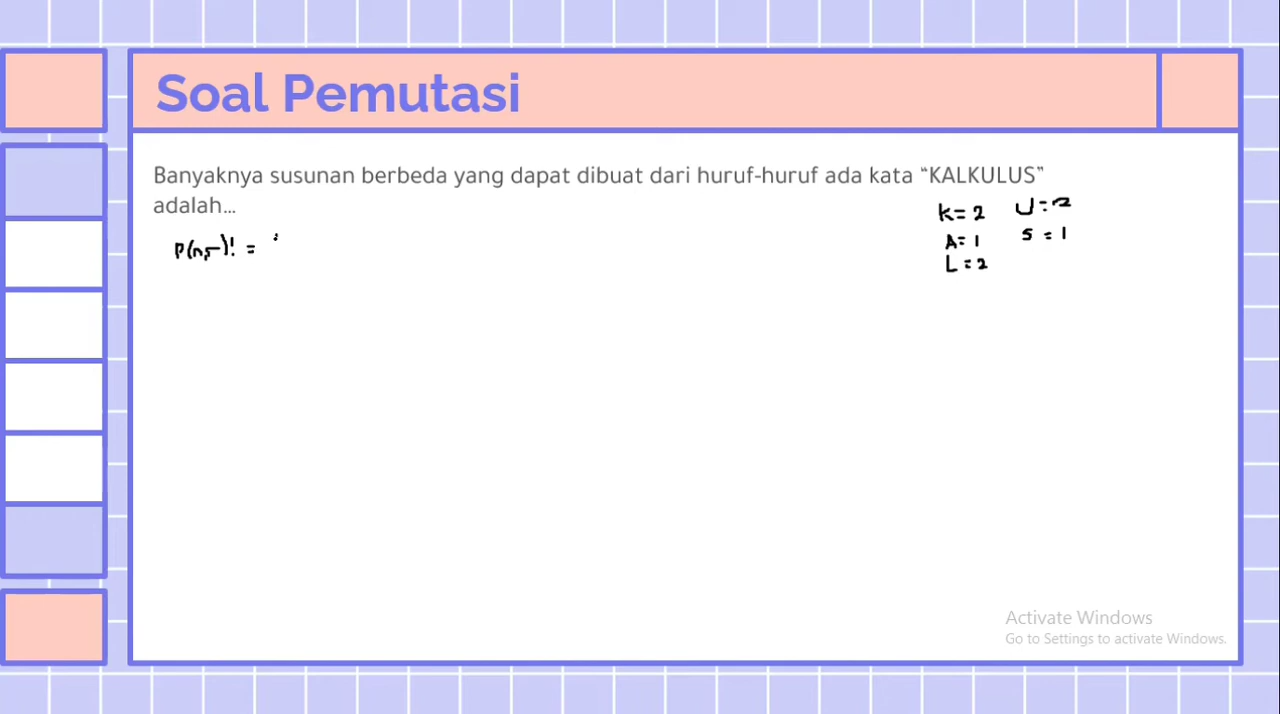 Soal Pemutasi
Banyaknya susunan berbeda yang dapat dibuat dari huruf-huruf ada kata “KALKULUS”
adalah...
K = 2
U = 2
A = 1
S = 1
L = 2
P(n,r)! =
Activate Windows
Go to Settings to activate Windows.